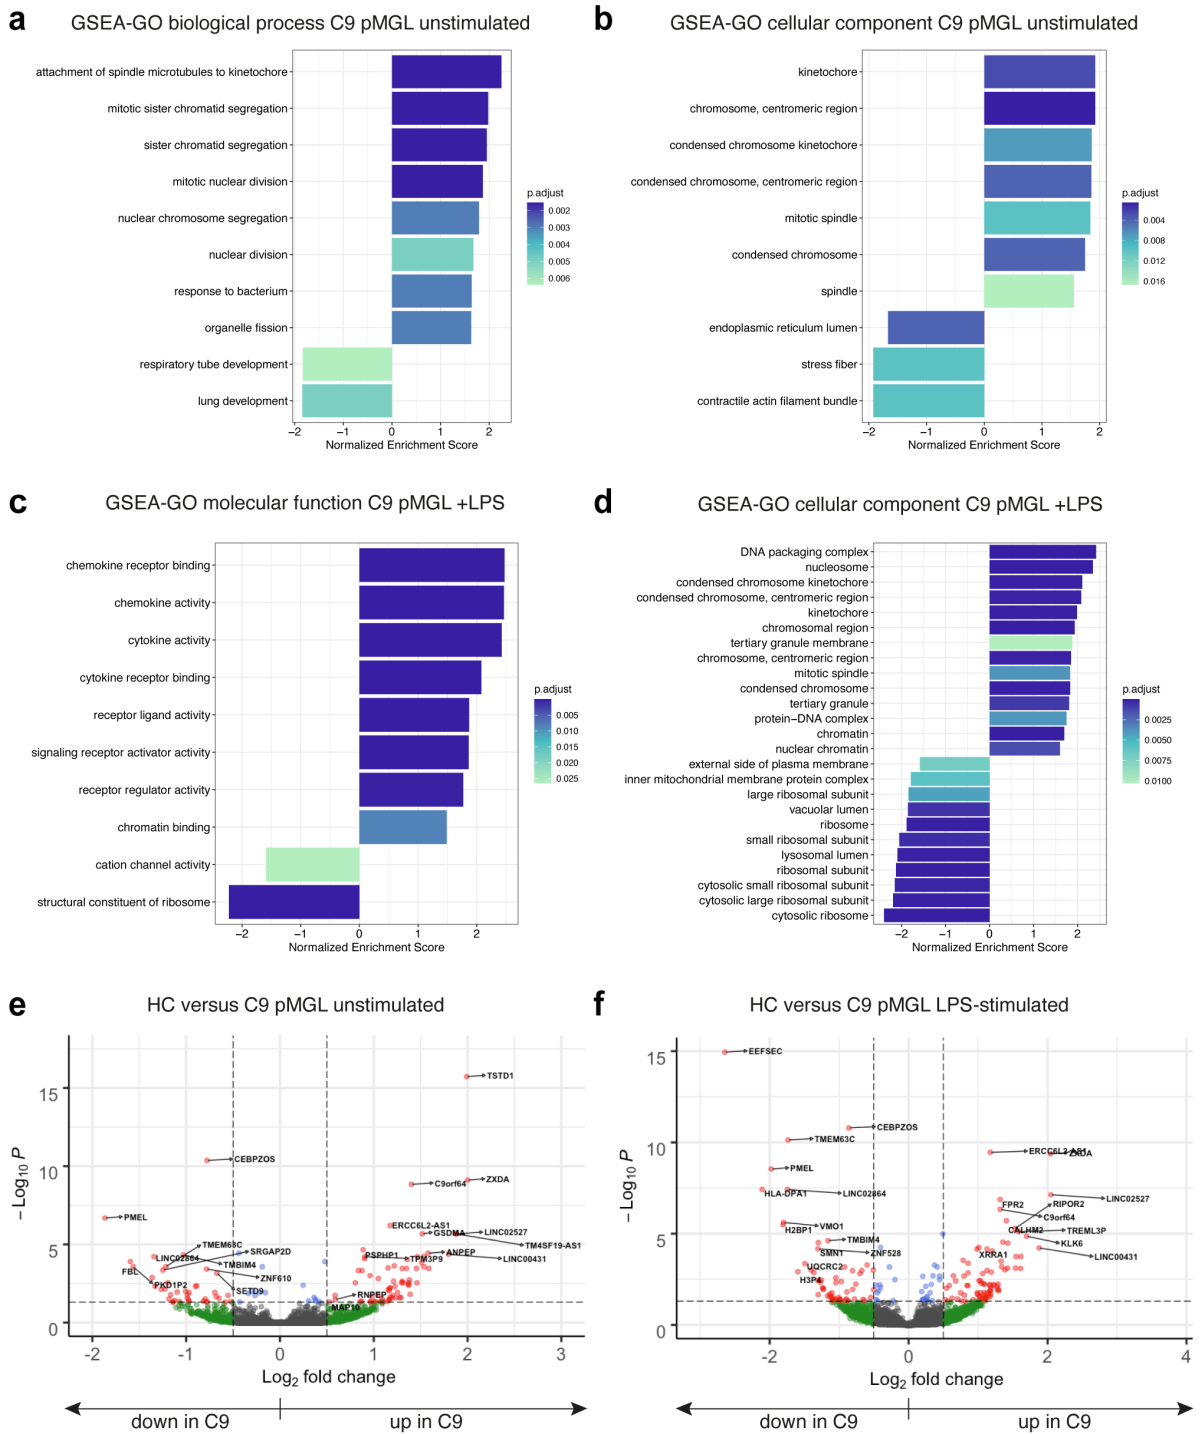 a
GSEA-GO biological process C9 pMGL unstimulated
attachment of spindle microtubules to kinetochore
mitotic sister chromatid segregation
sister chromatid segregation
mitotic nuclear division
nuclear chromosome segregation
nuclear division
response to bacterium
organelle fission
respiratory tube development
lung development
−2 −1 0 1 2
Normalized Enrichment Score
p.adjust
0.002
0.003
0.004
0.005
0.006
b
GSEA-GO cellular component C9 pMGL unstimulated
kinetochore
chromosome, centromeric region
condensed chromosome kinetochore
condensed chromosome, centromeric region
mitotic spindle
condensed chromosome
spindle
endoplasmic reticulum lumen
stress fiber
contractile actin filament bundle
−2 −1 0 1 2
Normalized Enrichment Score
p.adjust
0.004
0.008
0.012
0.016
c
GSEA-GO molecular function C9 pMGL +LPS
chemokine receptor binding
chemokine activity
cytokine activity
cytokine receptor binding
receptor ligand activity
signaling receptor activator activity
receptor regulator activity
chromatin binding
cation channel activity
structural constituent of ribosome
−2 −1 0 1 2
Normalized Enrichment Score
p.adjust
0.005
0.010
0.015
0.020
0.025
d
GSEA-GO cellular component C9 pMGL +LPS
DNA packaging complex
nucleosome
condensed chromosome kinetochore
condensed chromosome, centromeric region
kinetochore
chromosomal region
tertiary granule membrane
chromosome, centromeric region
mitotic spindle
condensed chromosome
tertiary granule
protein−DNA complex
chromatin
nuclear chromatin
external side of plasma membrane
inner mitochondrial membrane protein complex
large ribosomal subunit
vacuolar lumen
ribosome
small ribosomal subunit
lysosomal lumen
ribosomal subunit
cytosolic small ribosomal subunit
cytosolic large ribosomal subunit
cytosolic ribosome
−2 −1 0 1 2
Normalized Enrichment Score
p.adjust
0.0025
0.0050
0.0075
0.0100
e
HC versus C9 pMGL unstimulated
− Log10 P
15
10
5
0
TSTD1
CEBPZOS
C9orf64
ZXDA
PMEL
ERCC6L2-AS1
GSDMA
LINC02527
TM4SF19-AS1
TMEM63C
SRGAP2D
LINC02864
TMBIM4
PSPHP1
ANPEP
TPM3P9
LINC00431
FBL
PKD1P2
ZNF610
SETD9
RNPEP
MAP10
-2 -1 0 1 2 3
Log2 fold change
down in C9
up in C9
f
HC versus C9 pMGL LPS-stimulated
− Log10 P
15
10
5
0
EEFSEC
CEBPZOS
TMEM63C
ERCC6L2-AS1
ZXDA
PMEL
HLA-DPA1
LINC02864
LINC02527
FPR2
RIPOR2
C9orf64
VMO1
H2BP1
CALHM2
TREML3P
TMBIM4
KLK6
SMN1
ZNF528
XRRA1
LINC00431
UQCRC2
H3P4
-2 0 2 4
Log2 fold change
down in C9
up in C9